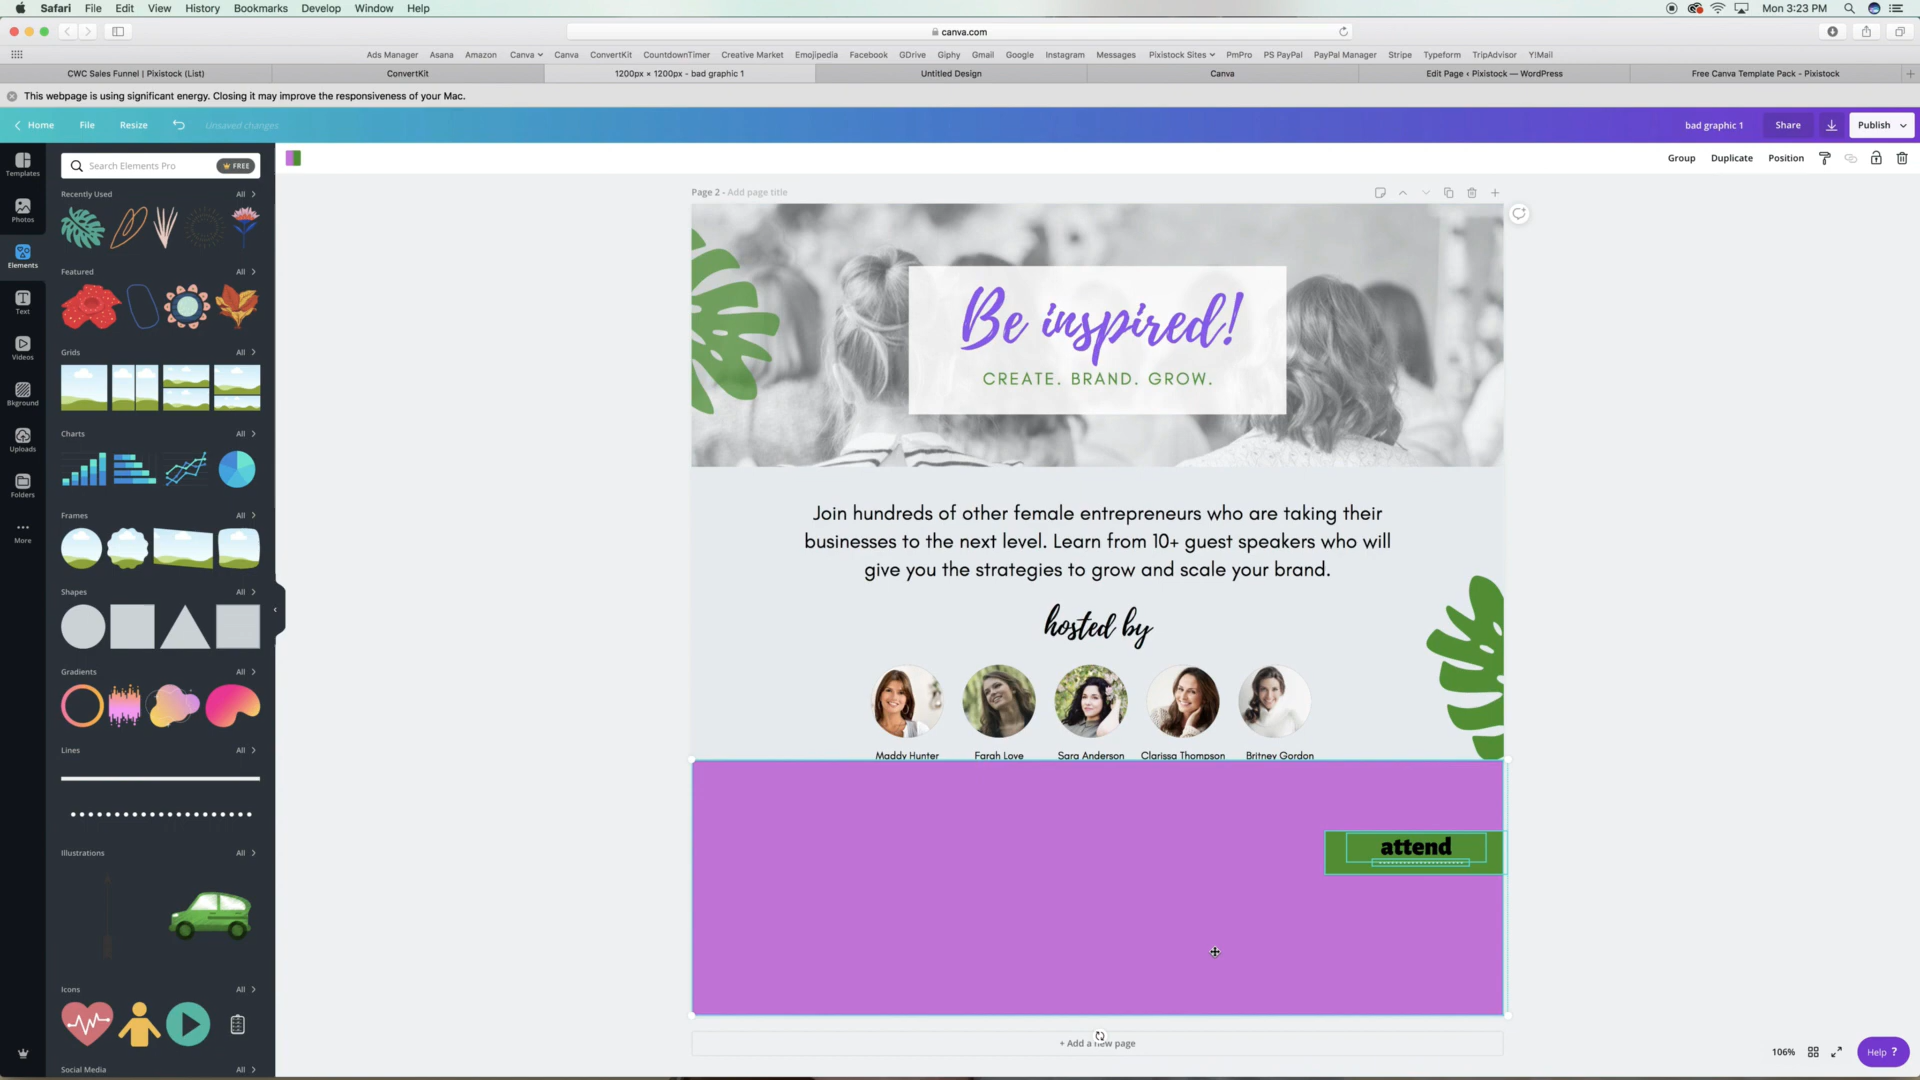 Safari File Edit View History Bookmarks Develop Window Help
Mon 3:23 PM
canva.com
Ads Manager Asana Amazon Canva Canva ConvertKit CountdownTimer Creative Market Emojipedia Facebook GDrive Giphy Gmail Google Instagram Messages Pixistock Sites PmPro PS PayPal PayPal Manager Stripe Typeform TripAdvisor Y!Mail
CWC Sales Funnel | Pixistock (List) ConvertKit 1200px × 1200px - bad graphic 1 Untitled Design Canva Edit Page ‹ Pixistock — WordPress Free Canva Template Pack - Pixistock
This webpage is using significant energy. Closing it may improve the responsiveness of your Mac.
Home File Resize Unsaved changes bad graphic 1 Share Publish
Search Elements Pro FREE
Group Duplicate Position
Templates
Photos
Elements
Text
Videos
Bkground
Uploads
Folders
More
Recently Used All
Featured All
Grids All
Charts All
Frames All
Shapes All
Gradients All
Lines All
Illustrations All
Icons All
Social Media All
Page 2 - Add page title
Be inspired!
CREATE. BRAND. GROW.
Join hundreds of other female entrepreneurs who are taking their
businesses to the next level. Learn from 10+ guest speakers who will
give you the strategies to grow and scale your brand.
hosted by
Maddy Hunter Farah Love Sara Anderson Clarissa Thompson Britney Gordon
attend
+ Add a new page
106%
Help ?